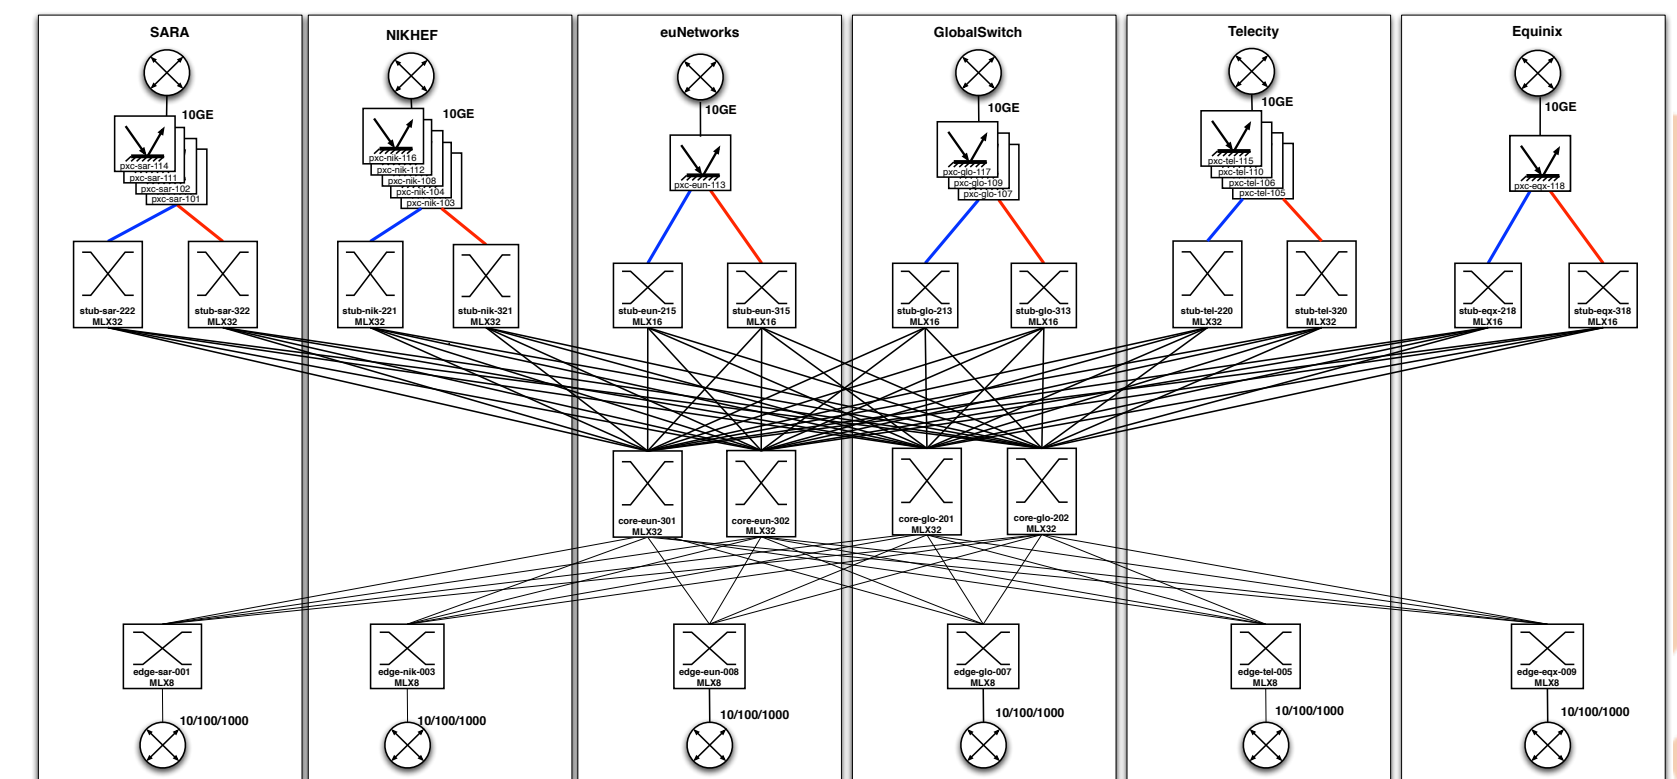 SARA
NIKHEF
euNetworks
GlobalSwitch
Telecity
Equinix
10GE
10GE
10GE
10GE
10GE
10GE
pxc-sar-114
pxc-sar-111
pxc-sar-102
pxc-sar-101
pxc-nik-116
pxc-nik-112
pxc-nik-108
pxc-nik-104
pxc-nik-103
pxc-eun-113
pxc-glo-117
pxc-glo-109
pxc-glo-107
pxc-tel-115
pxc-tel-110
pxc-tel-106
pxc-tel-105
pxc-eqx-118
stub-sar-222
MLX32
stub-sar-322
MLX32
stub-nik-221
MLX32
stub-nik-321
MLX32
stub-eun-215
MLX16
stub-eun-315
MLX16
stub-glo-213
MLX16
stub-glo-313
MLX16
stub-tel-220
MLX32
stub-tel-320
MLX32
stub-eqx-218
MLX16
stub-eqx-318
MLX16
core-eun-301
MLX32
core-eun-302
MLX32
core-glo-201
MLX32
core-glo-202
MLX32
edge-sar-001
MLX8
edge-nik-003
MLX8
edge-eun-008
MLX8
edge-glo-007
MLX8
edge-tel-005
MLX8
edge-eqx-009
MLX8
10/100/1000
10/100/1000
10/100/1000
10/100/1000
10/100/1000
10/100/1000